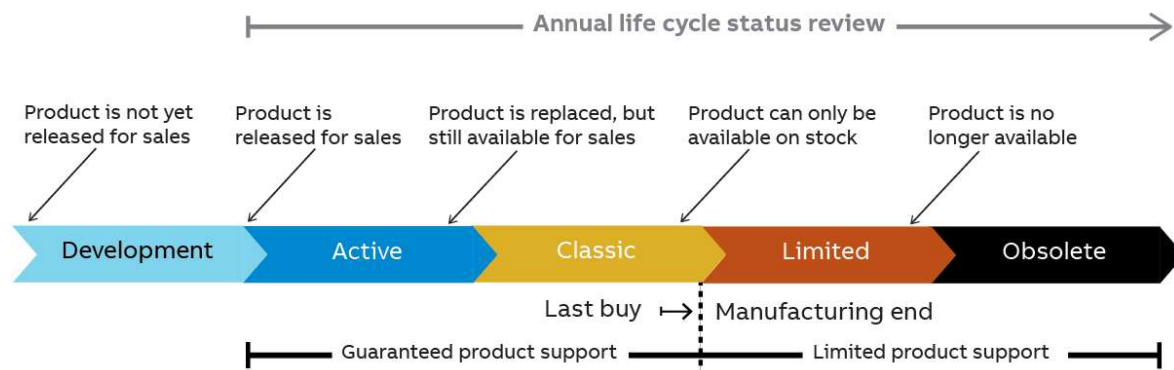 Annual life cycle status review
Product is not yet
released for sales
Product is
released for sales
Product is replaced, but
still available for sales
Product can only be
available on stock
Product is no
longer available
Development
Active
Classic
Limited
Obsolete
Last buy
Manufacturing end
Guaranteed product support
Limited product support